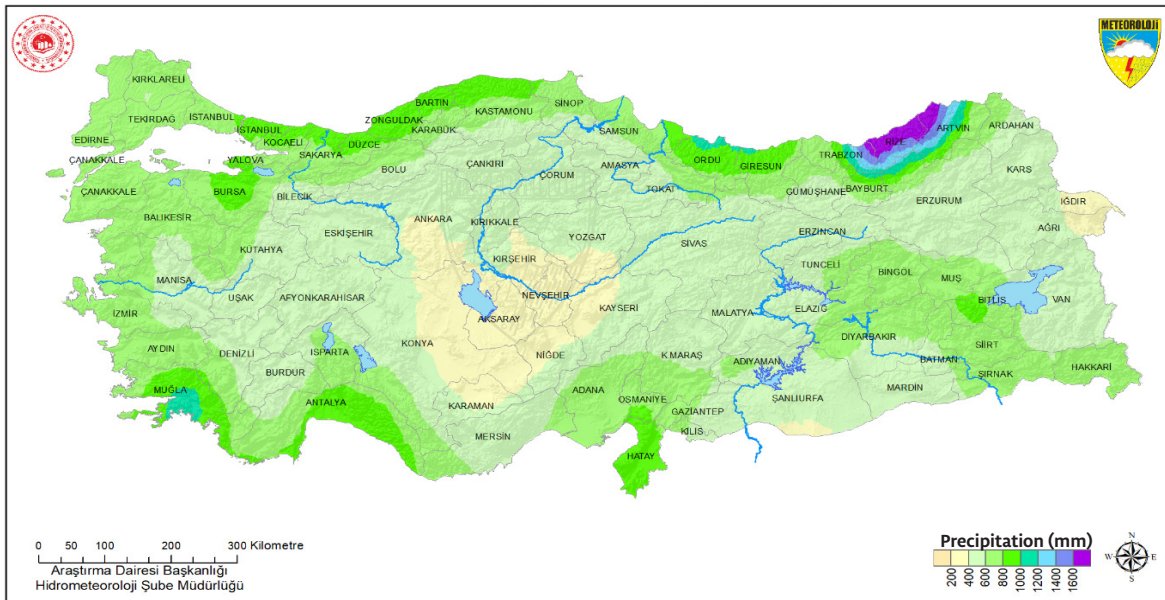 METEOROLOJİ
KIRKLARELİ
TEKİRDAĞ
İSTANBUL
EDİRNE
ÇANAKKALE
ÇANAKKALE
İSTANBUL
KOCAELİ
YALOVA
SAKARYA
DÜZCE
ZONGULDAK
BARTIN
KARABÜK
KASTAMONU
SİNOP
SAMSUN
BOLU
ÇANKIRI
ÇORUM
AMASYA
TOKAT
ORDU
GİRESUN
TRABZON
RİZE
ARTVİN
ARDAHAN
KARS
GÜMÜŞHANE
BAYBURT
ERZURUM
IĞDIR
AĞRI
BURSA
BİLECİK
BALIKESİR
KÜTAHYA
ESKİŞEHİR
ANKARA
KIRIKKALE
KIRŞEHİR
YOZGAT
SİVAS
ERZİNCAN
TUNCELİ
BİNGÖL
MUŞ
BİTLİS
VAN
MANİSA
UŞAK
AFYONKARAHİSAR
İZMİR
AYDIN
DENİZLİ
BURDUR
ISPARTA
KONYA
AKSARAY
NEVŞEHİR
NİĞDE
KAYSERİ
MALATYA
ELAZIĞ
DİYARBAKIR
BATMAN
SİİRT
ŞIRNAK
HAKKARİ
MUĞLA
ANTALYA
KARAMAN
MERSİN
ADANA
OSMANİYE
K.MARAŞ
ADIYAMAN
GAZİANTEP
KİLİS
HATAY
ŞANLIURFA
MARDİN
0 50 100 200 300 Kilometre
Araştırma Dairesi Başkanlığı
Hidrometeoroloji Şube Müdürlüğü
Precipitation (mm)
200 400 600 800 1000 1200 1400 1600
N
W E
S